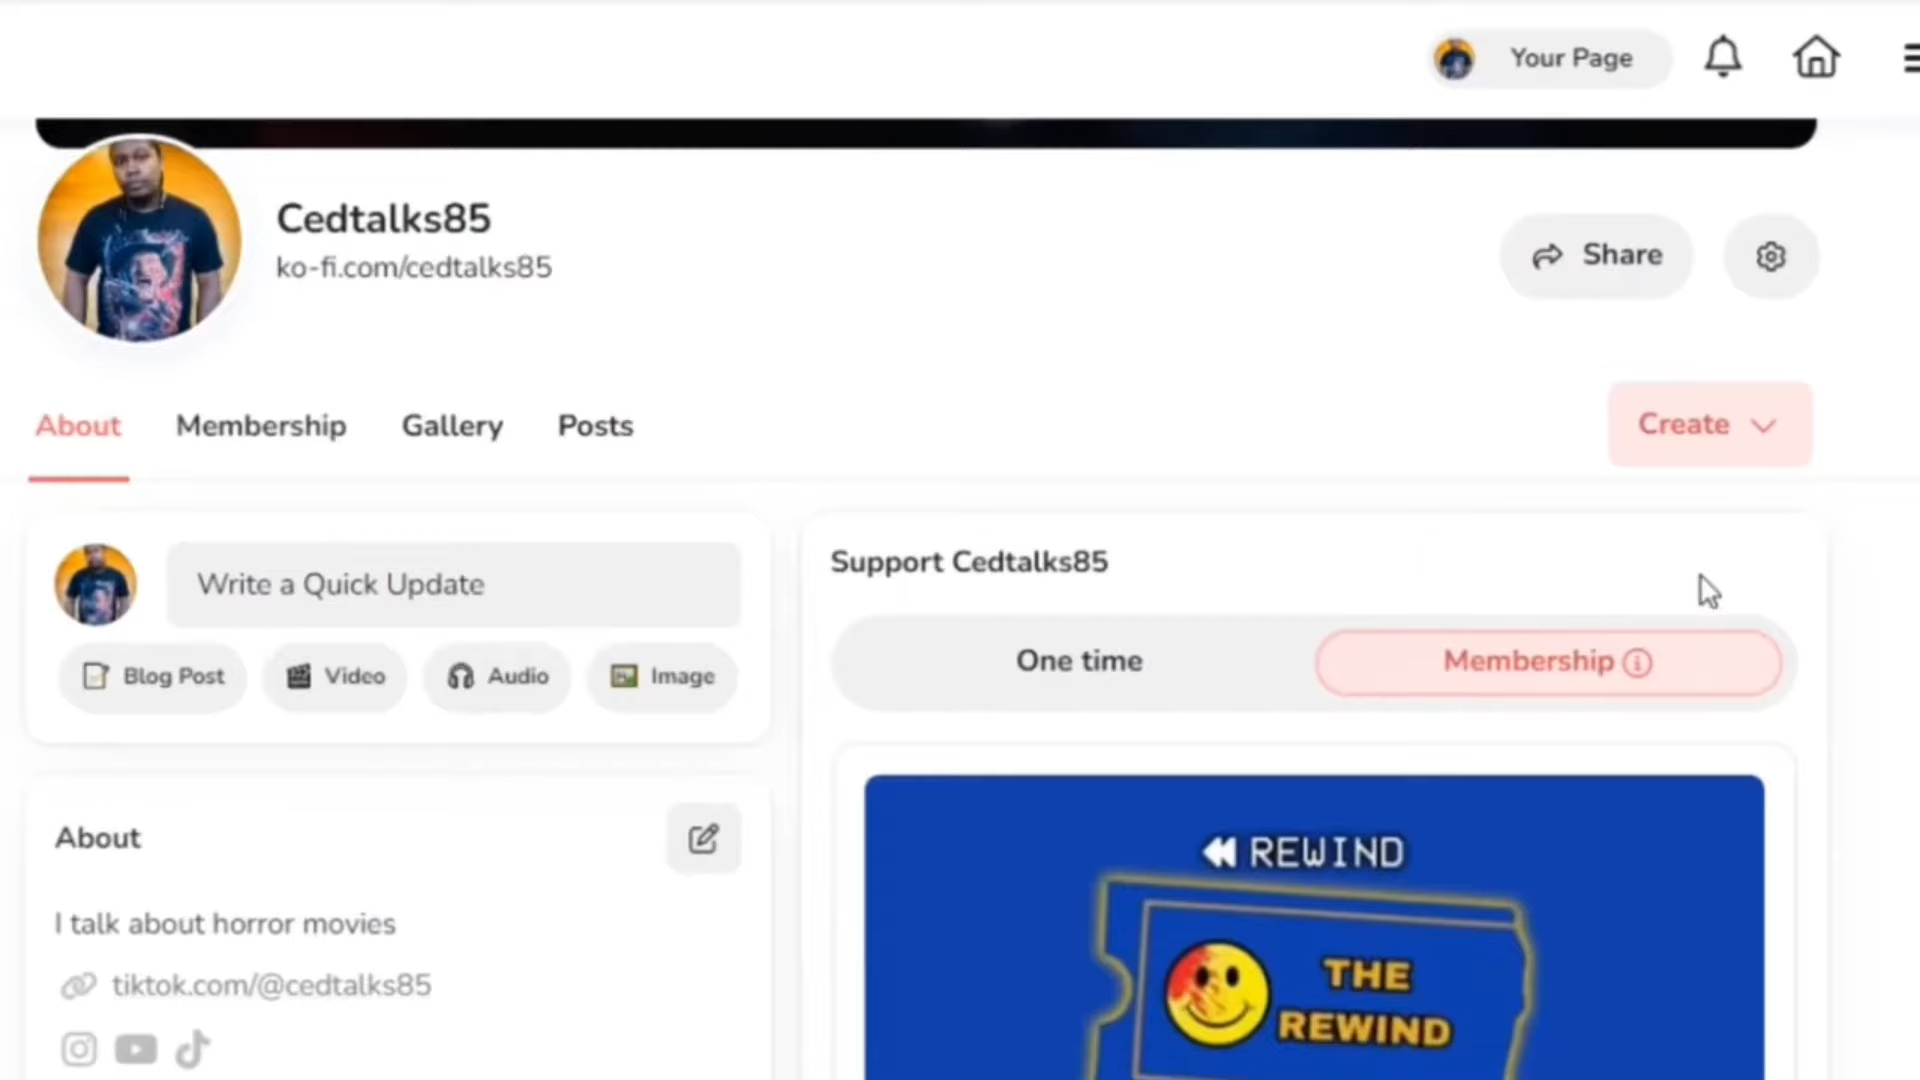 Your Page
Cedtalks85
ko-fi.com/cedtalks85
Share
About Membership Gallery Posts
Create
Write a Quick Update
Blog Post Video Audio Image
About
I talk about horror movies
tiktok.com/@cedtalks85
Support Cedtalks85
One time Membership
REWIND
THE
REWIND